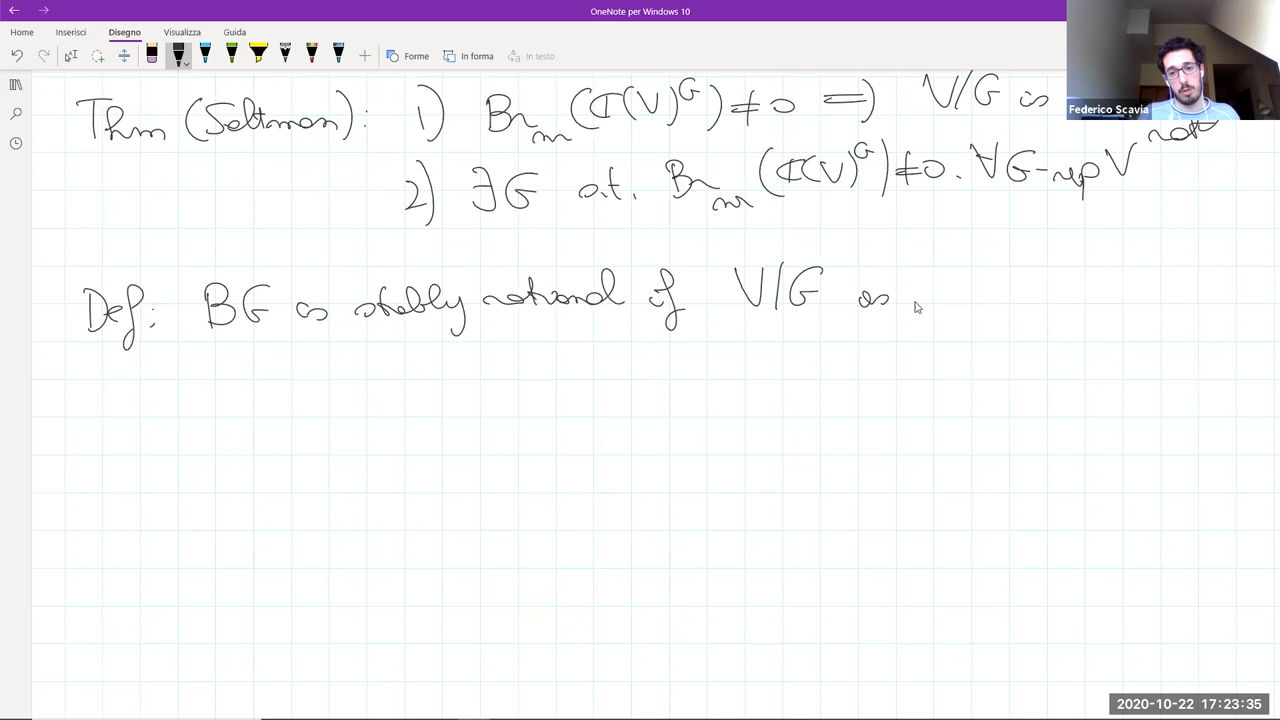 OneNote per Windows 10
Home Inserisci Disegno Visualizza Guida
Forme In forma In testo
Federico Scavia
Thm (Saltman): 1) Br_nr (ℂ(V)^G) ≠ 0 ⇒ V/G is not
2) ∃G s.t. Br_nr (ℂ(V)^G) ≠ 0. ∀G-rep V
Def: BG is stably rational if V/G is
2020-10-22 17:23:35